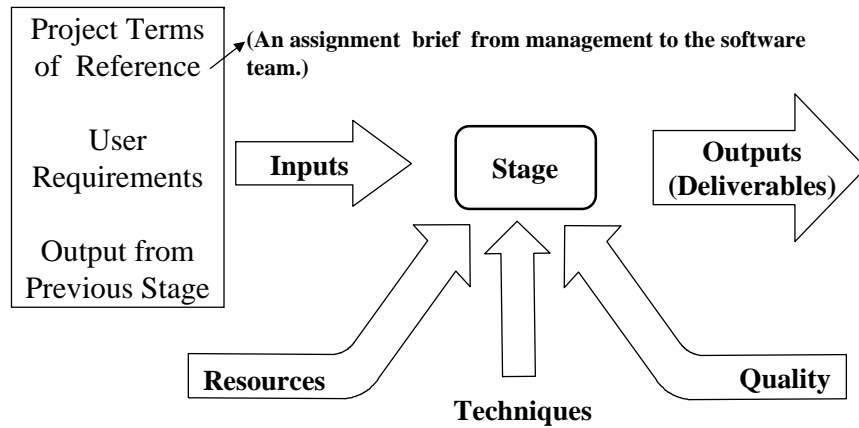 Project Terms
of Reference
(An assignment brief from management to the software
team.)
User
Requirements
Output from
Previous Stage
Inputs
Stage
Outputs
(Deliverables)
Resources
Techniques
Quality